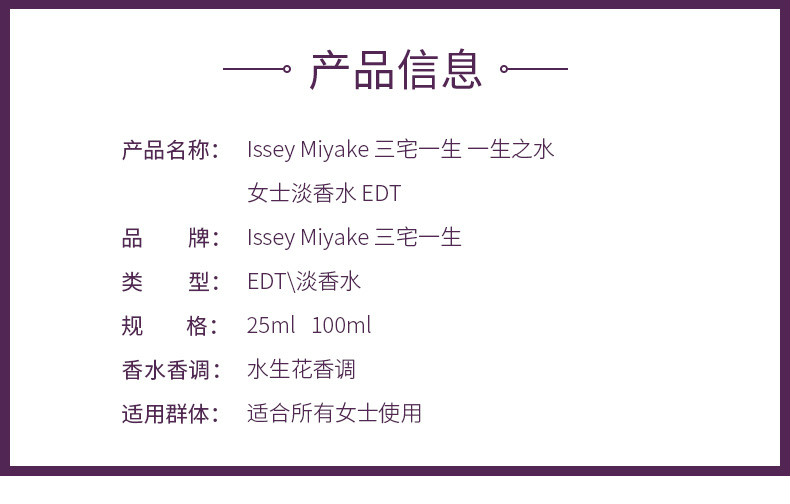 产品信息
产品名称： Issey Miyake 三宅一生 一生之水
女士淡香水 EDT
品 牌： Issey Miyake 三宅一生
类 型： EDT\淡香水
规 格： 25ml 100ml
香水香调： 水生花香调
适用群体： 适合所有女士使用